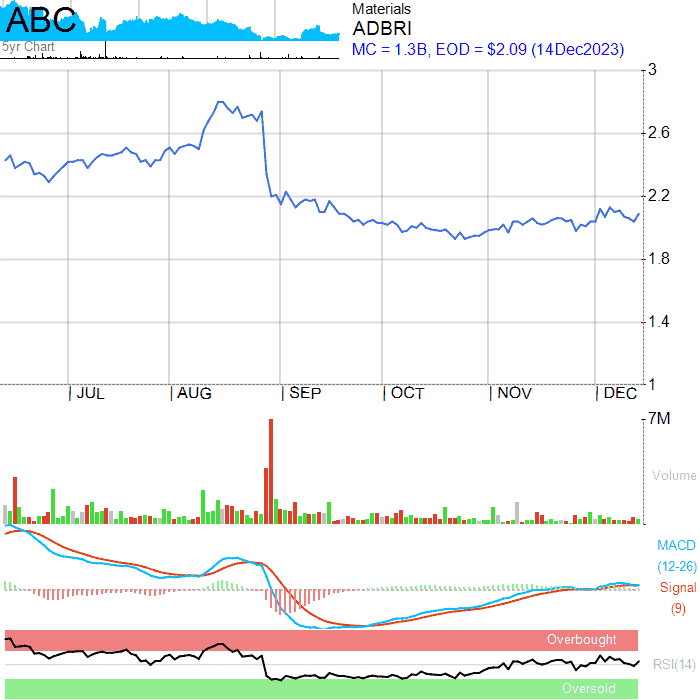 ABC
5yr Chart
Materials
ADBRI
MC = 1.3B, EOD = $2.09 (14Dec2023)
3
2.6
2.2
1.8
1.4
1
JUL
AUG
SEP
OCT
NOV
DEC
7M
Volume
MACD
(12-26)
Signal
(9)
Overbought
RSI(14)
Oversold